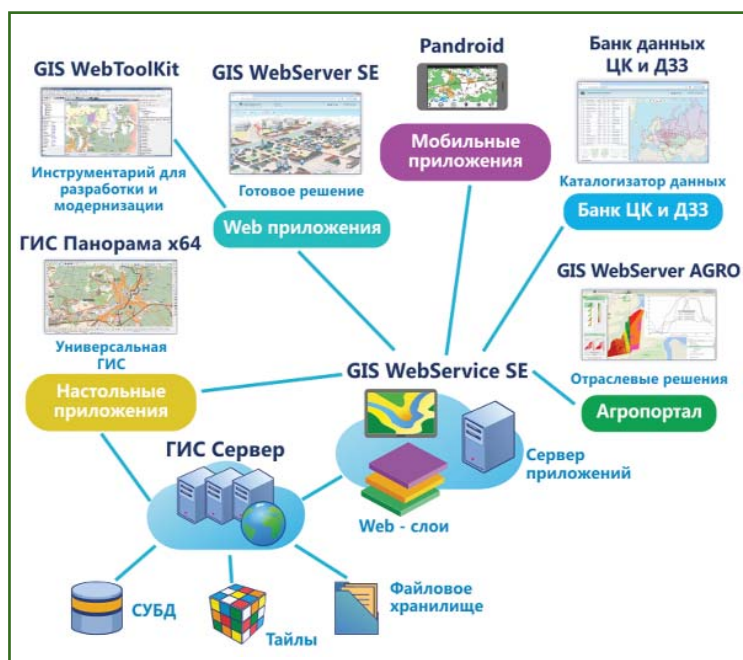 GIS WebToolKit
Инструментарий для
разработки и
модернизации
GIS WebServer SE
Готовое решение
Web приложения
Pandroid
Мобильные
приложения
Банк данных
ЦК и ДЗЗ
Каталогизатор данных
Банк ЦК и ДЗЗ
ГИС Панорама x64
Универсальная
ГИС
Настольные
приложения
GIS WebServer AGRO
Отраслевые решения
Агропортал
GIS WebService SE
Сервер
приложений
Web - слои
ГИС Сервер
СУБД
Тайлы
Файловое
хранилище